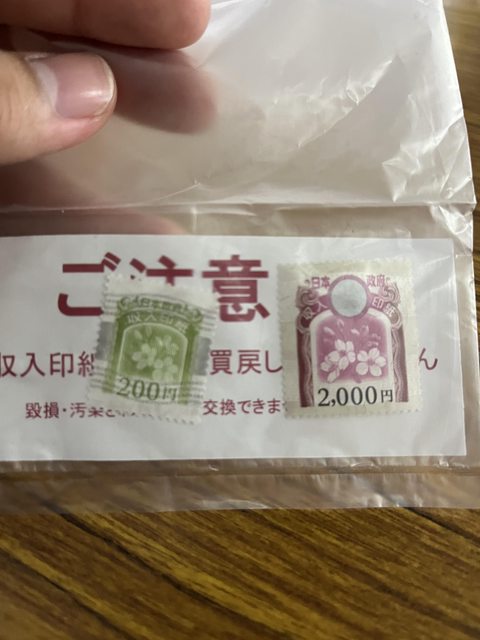 ご注意
収入印紙
買戻し
ん
毀損・汚染
交換できま
日本政府
収入印紙
200円
日本政府
収入印紙
2,000円